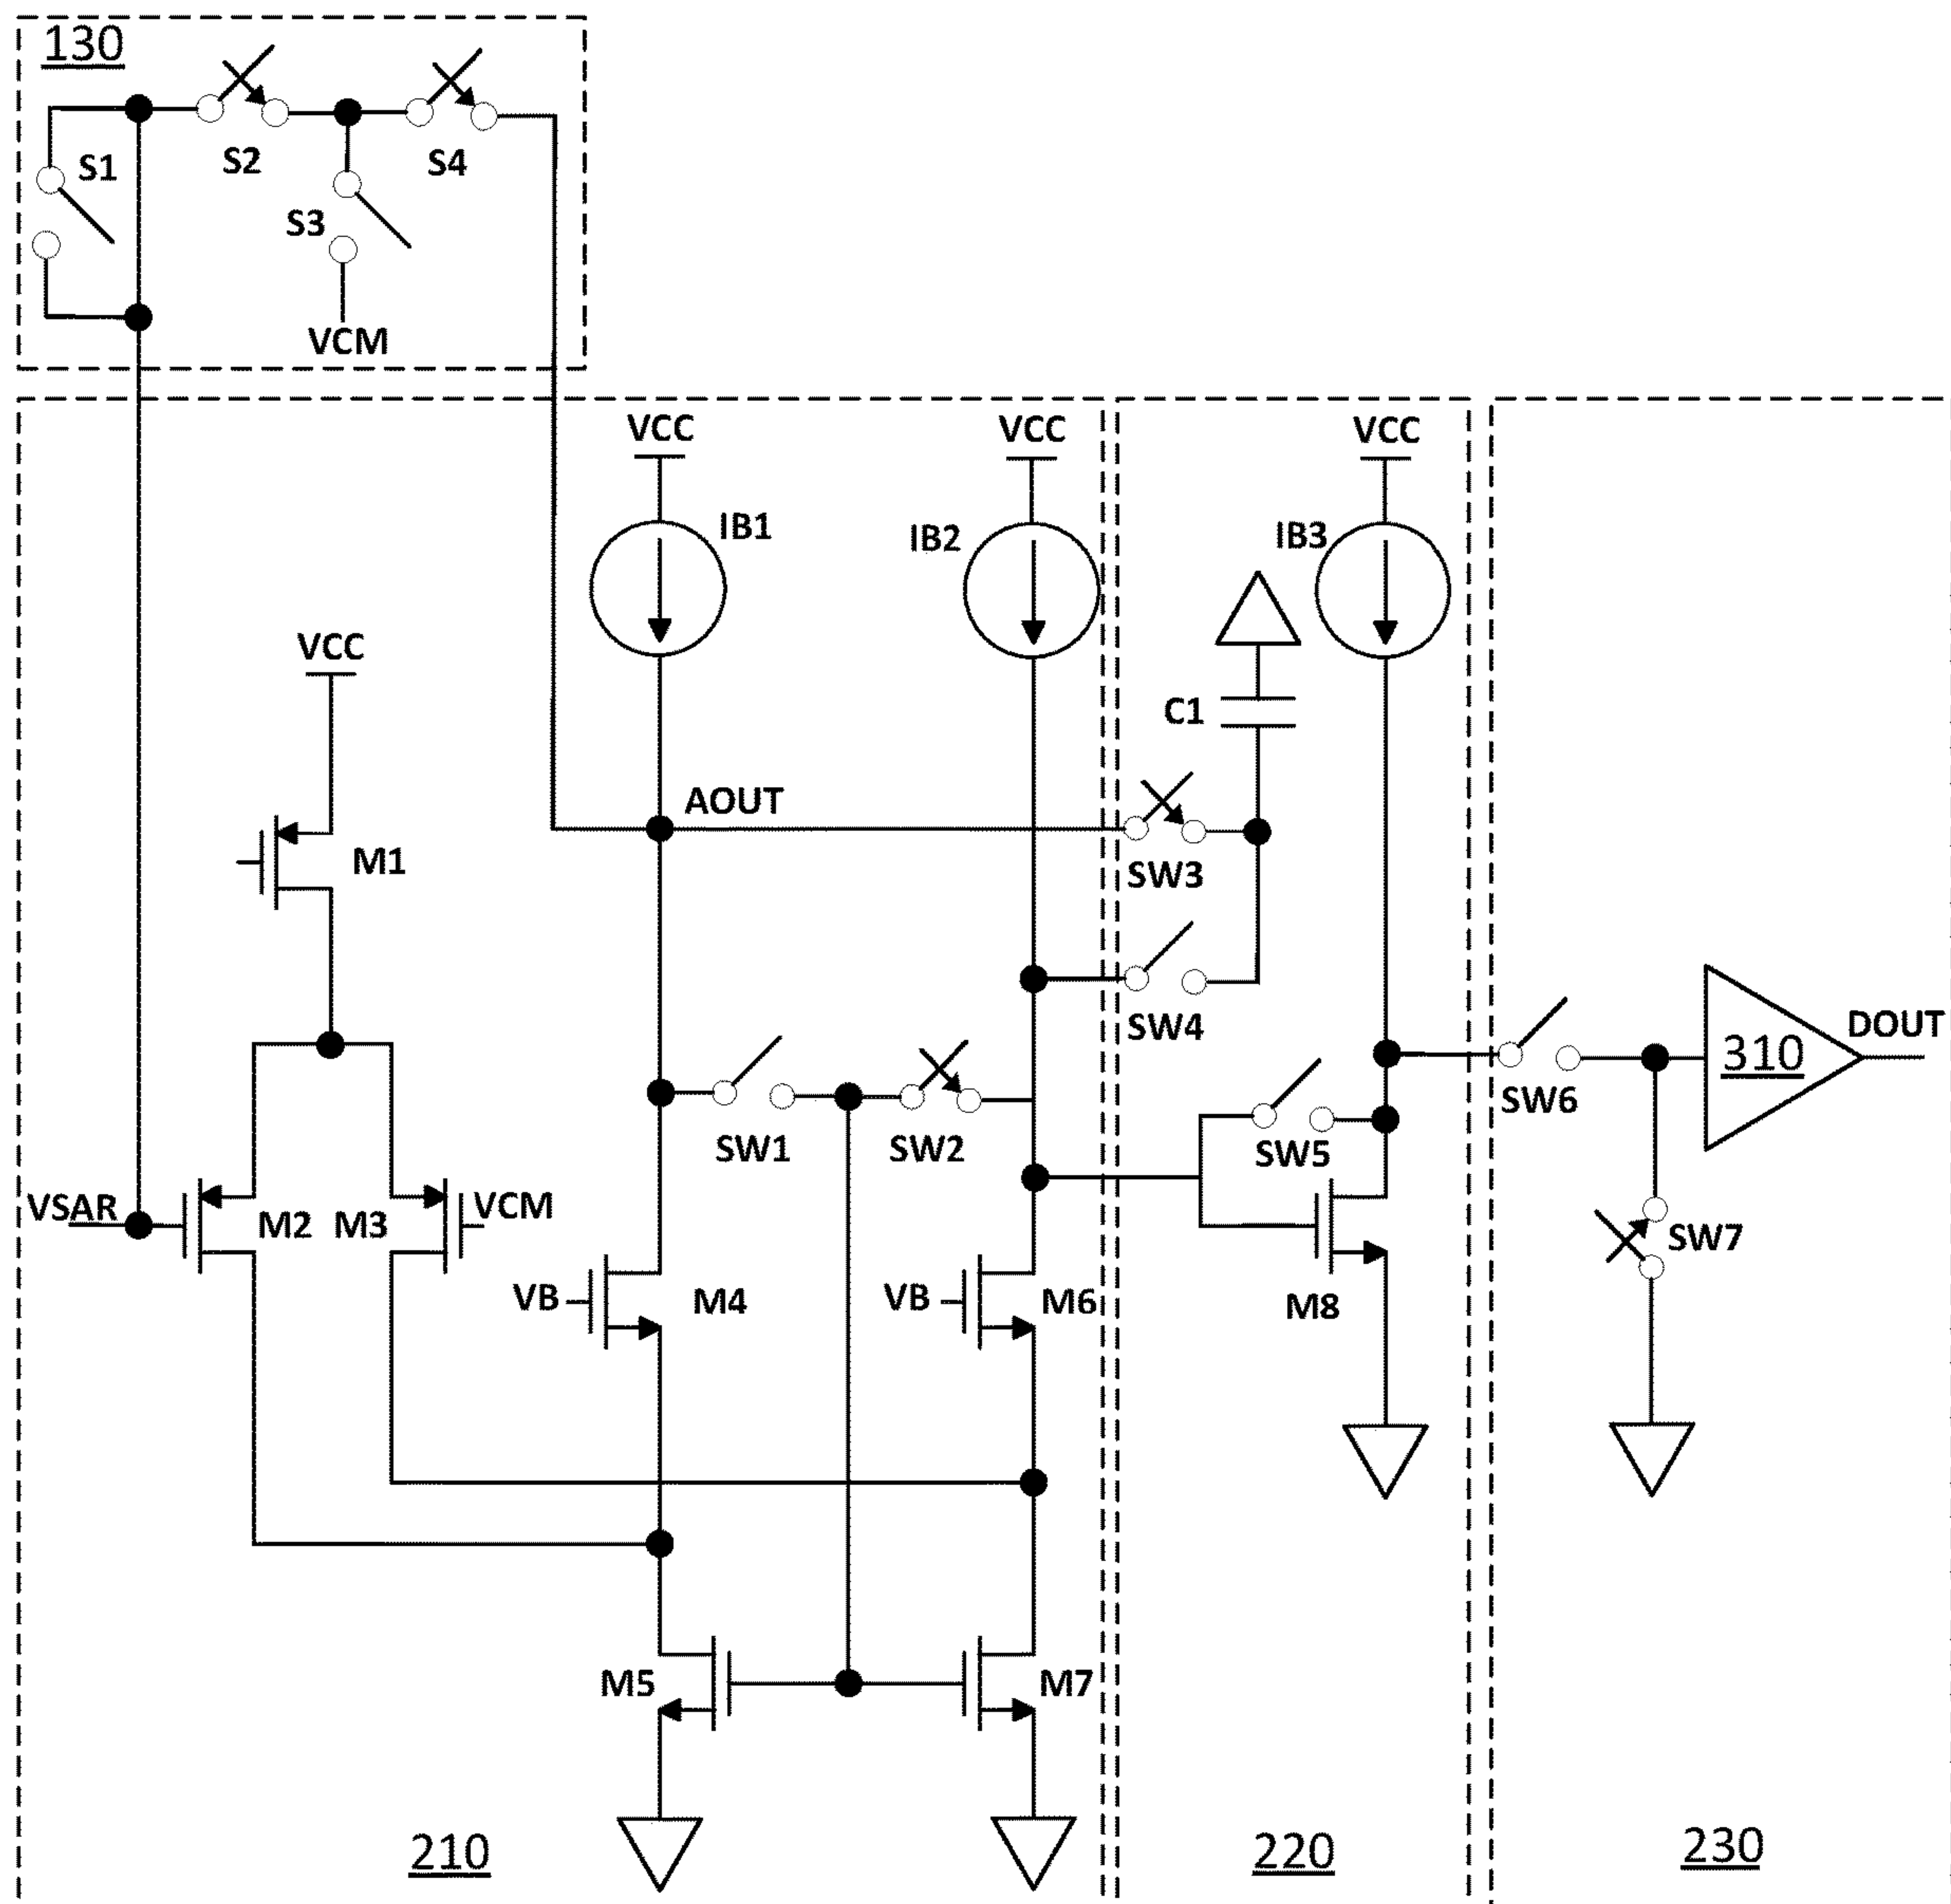 130
S1
S2
S4
S3
VCM
VCC
VCC
VCC
IB1
IB2
IB3
VCC
C1
AOUT
M1
SW3
SW4
DOUT
310
SW6
SW1
SW2
SW5
VSAR
M2
M3
VCM
SW7
VB
M4
VB
M6
M8
M5
M7
210
220
230